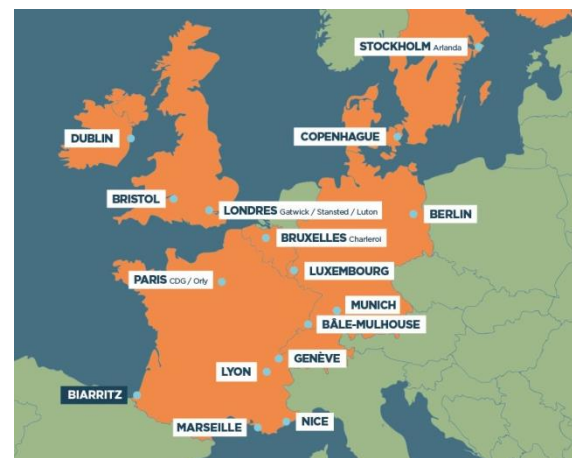 STOCKHOLM Arlanda
DUBLIN
COPENHAGUE
BRISTOL
LONDRES Gatwick / Stansted / Luton
BERLIN
BRUXELLES Charleroi
LUXEMBOURG
PARIS CDG / Orly
MUNICH
BÂLE-MULHOUSE
GENÈVE
LYON
BIARRITZ
MARSEILLE
NICE